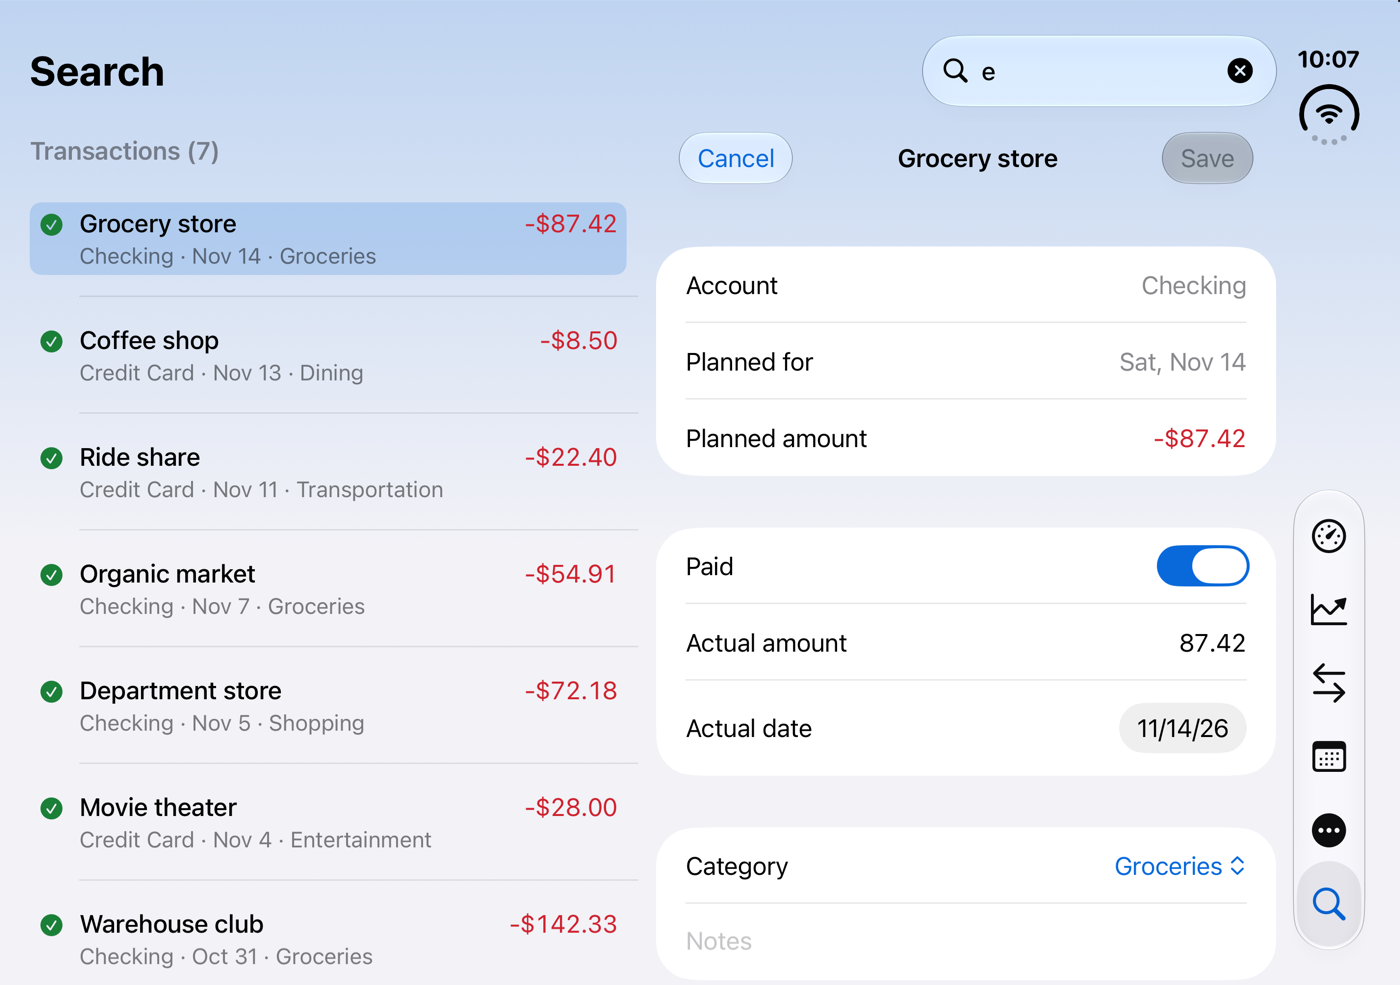 Search
e
10:07
Transactions (7)
Cancel
Grocery store
Save
Grocery store
-$87.42
Checking · Nov 14 · Groceries
Coffee shop
-$8.50
Credit Card · Nov 13 · Dining
Ride share
-$22.40
Credit Card · Nov 11 · Transportation
Organic market
-$54.91
Checking · Nov 7 · Groceries
Department store
-$72.18
Checking · Nov 5 · Shopping
Movie theater
-$28.00
Credit Card · Nov 4 · Entertainment
Warehouse club
-$142.33
Checking · Oct 31 · Groceries
Account
Checking
Planned for
Sat, Nov 14
Planned amount
-$87.42
Paid
Actual amount
87.42
Actual date
11/14/26
Category
Groceries
Notes